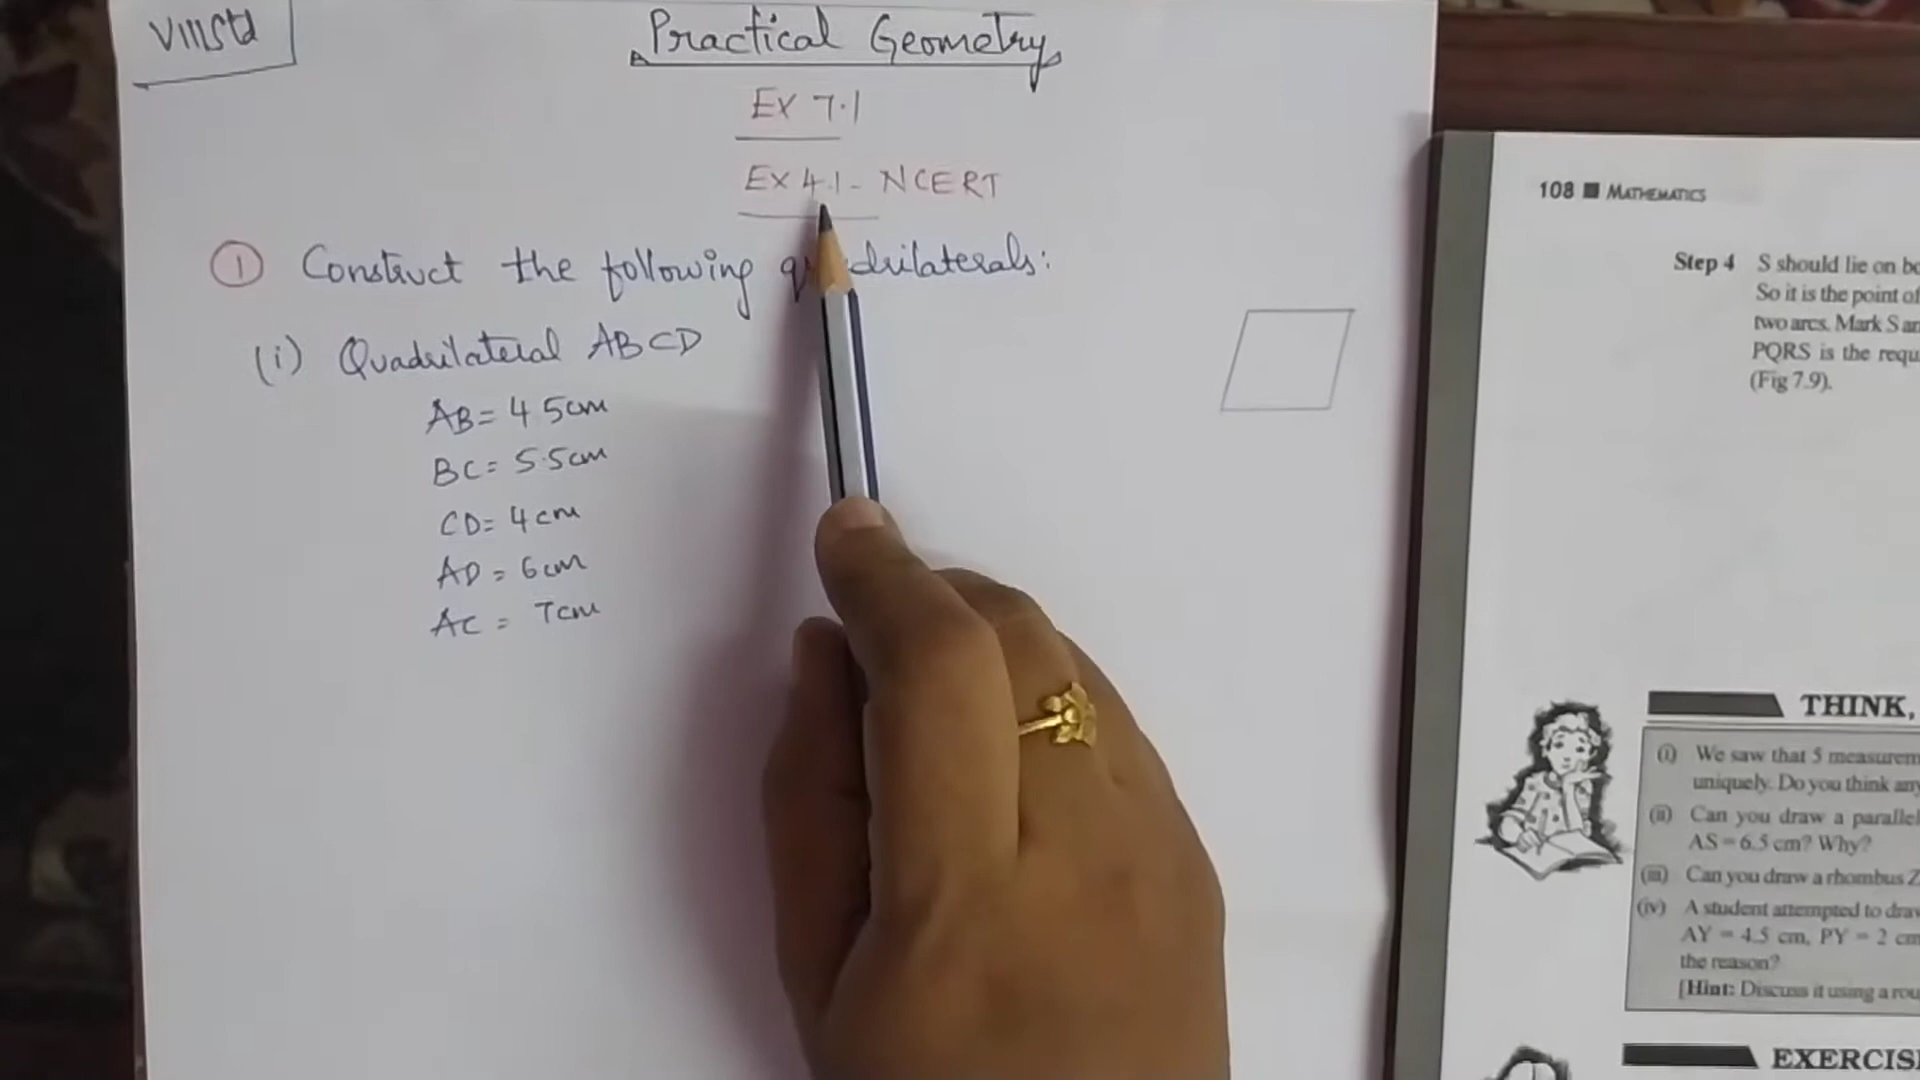 VIIIStd
Practical Geometry
Ex 7.1
Ex 4.1 - NCERT
① Construct the following quadrilaterals:
(i) Quadrilateral ABCD
AB = 4.5cm
BC = 5.5cm
CD = 4cm
AD = 6cm
AC = 7cm
108 ■ MATHEMATICS
Step 4 S should lie on bo
So it is the point of
two arcs. Mark S an
PQRS is the requ
(Fig 7.9).
THINK,
(i) We saw that 5 measurem
uniquely. Do you think any
(ii) Can you draw a parallel
AS = 6.5 cm? Why?
(iii) Can you draw a rhombus Z
(iv) A student attempted to draw
AY = 4.5 cm, PY = 2 cm
the reason?
[Hint: Discuss it using a rou
EXERCIS